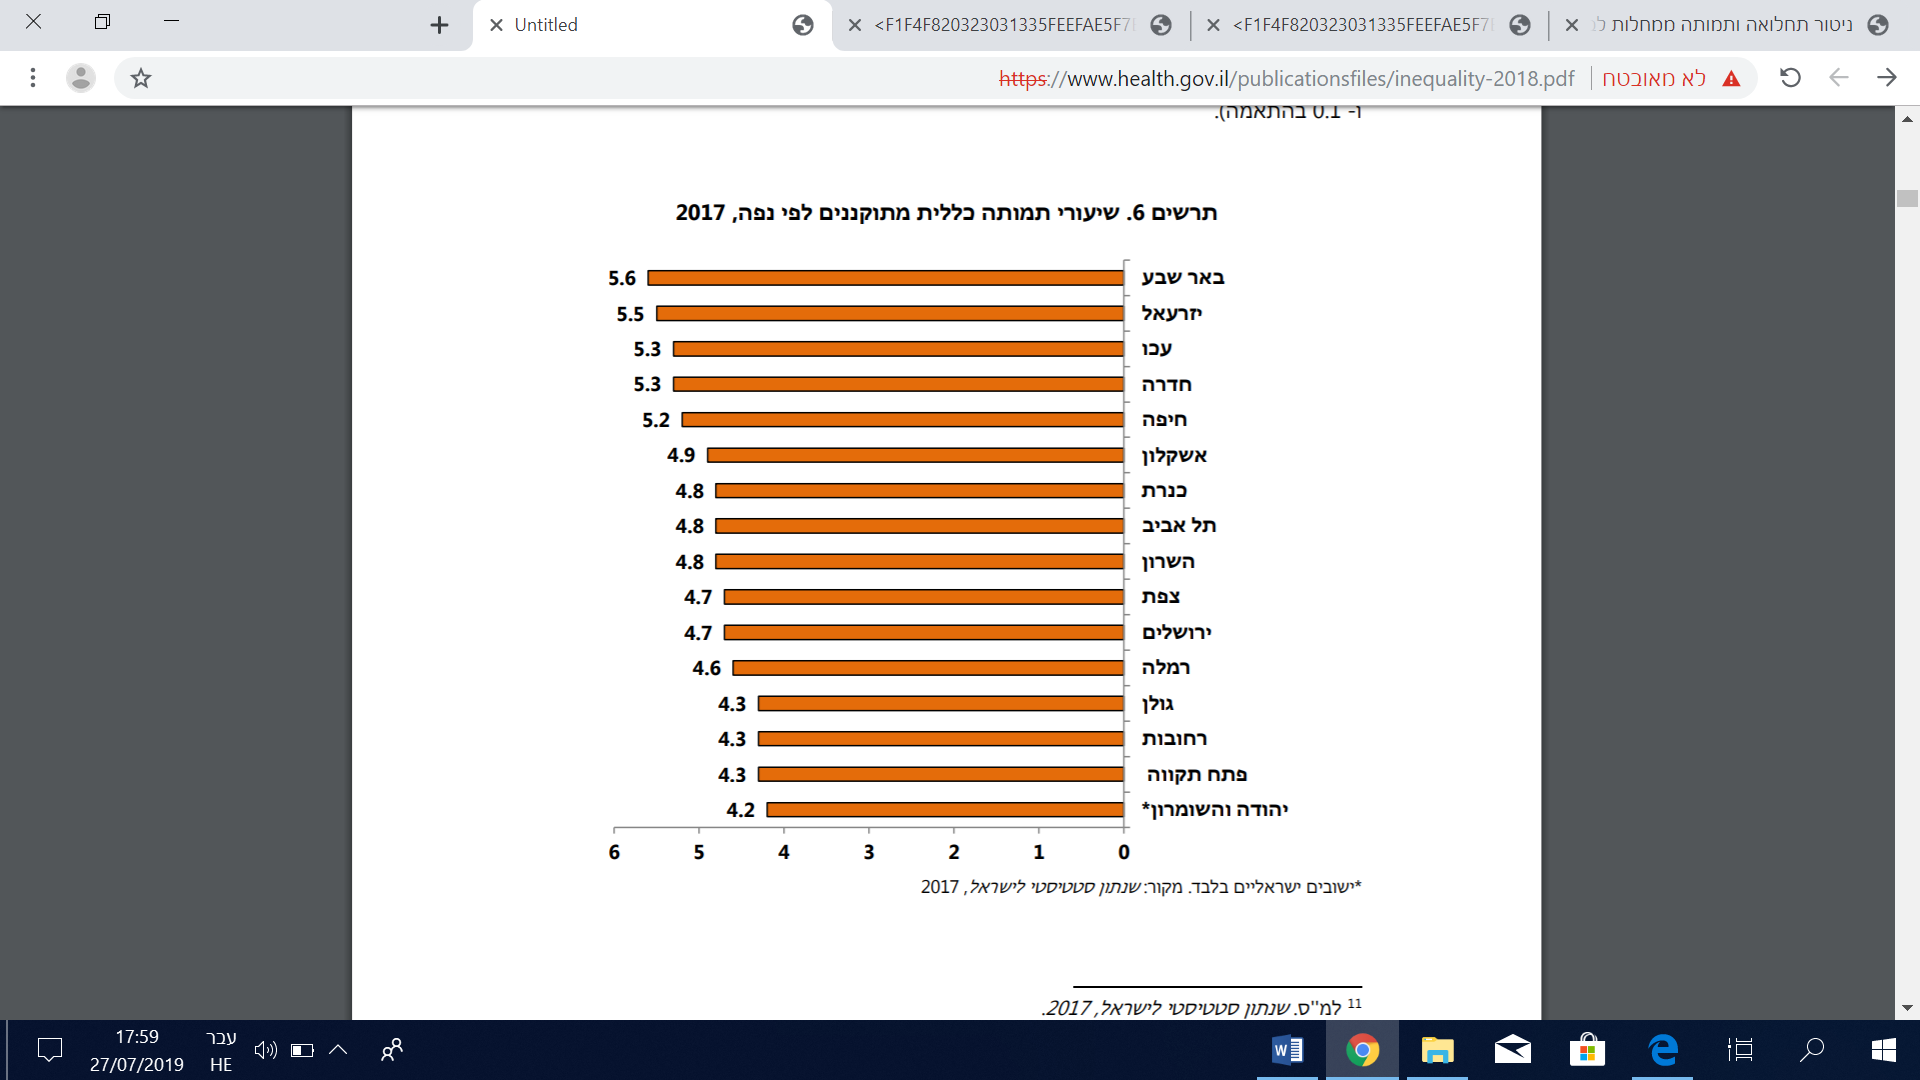 Untitled
<F1F4F820323031335FEEFAE5F7
<F1F4F820323031335FEEFAE5F7
ניטור תחלואה ותמותה ממחלות
https://www.health.gov.il/publicationsfiles/inequality-2018.pdf
לא מאובטח
ו- 0.1 בהתאמה).
תרשים 6. שיעורי תמותה כללית מתוקננים לפי נפה, 2017
באר שבע 5.6
יזרעאל 5.5
עכו 5.3
חדרה 5.3
חיפה 5.2
אשקלון 4.9
כנרת 4.8
תל אביב 4.8
השרון 4.8
צפת 4.7
ירושלים 4.7
רמלה 4.6
גולן 4.3
רחובות 4.3
פתח תקווה 4.3
יהודה והשומרון* 4.2
6 5 4 3 2 1 0
*ישובים ישראליים בלבד. מקור: שנתון סטטיסטי לישראל, 2017
11 למ''ס. שנתון סטטיסטי לישראל, 2017.
17:59
27/07/2019
עבר
HE